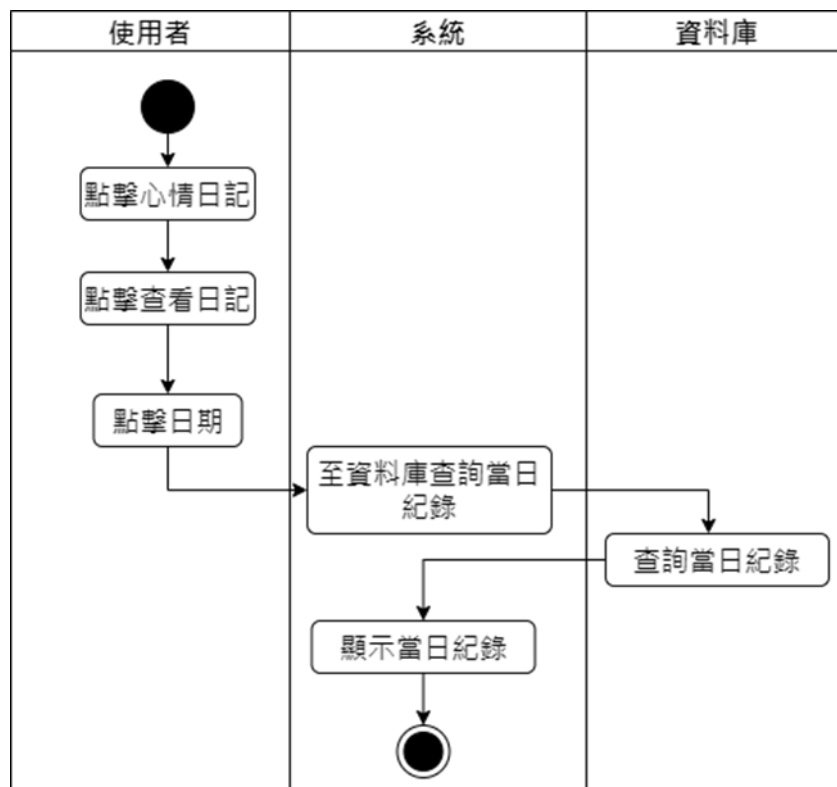 使用者
系統
資料庫
點擊心情日記
點擊查看日記
點擊日期
至資料庫查詢當日
紀錄
查詢當日紀錄
顯示當日紀錄